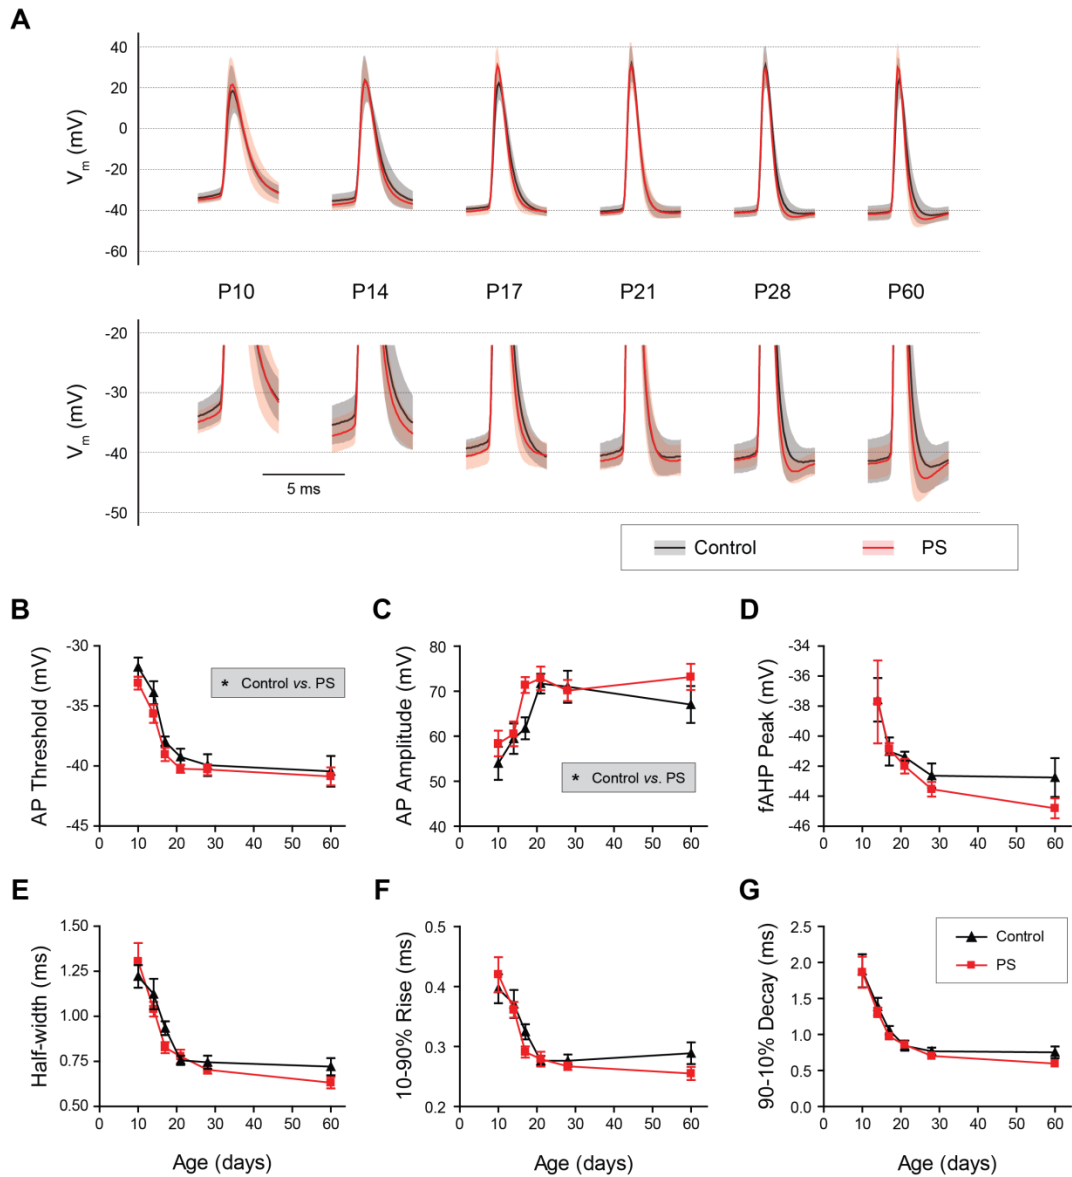 A
40
20
0
-20
-40
-60
Vm (mV)
P10 P14 P17 P21 P28 P60
-20
-30
-40
-50
Vm (mV)
5 ms
Control PS
B
-30
-35
-40
-45
AP Threshold (mV)
* Control vs. PS
0 10 20 30 40 50 60
C
80
70
60
50
40
AP Amplitude (mV)
* Control vs. PS
0 10 20 30 40 50 60
D
-34
-36
-38
-40
-42
-44
-46
fAHP Peak (mV)
0 10 20 30 40 50 60
E
1.50
1.25
1.00
0.75
0.50
Half-width (ms)
0 10 20 30 40 50 60
Age (days)
F
0.5
0.4
0.3
0.2
10-90% Rise (ms)
0 10 20 30 40 50 60
Age (days)
G
2.5
2.0
1.5
1.0
0.5
0.0
90-10% Decay (ms)
Control
PS
0 10 20 30 40 50 60
Age (days)